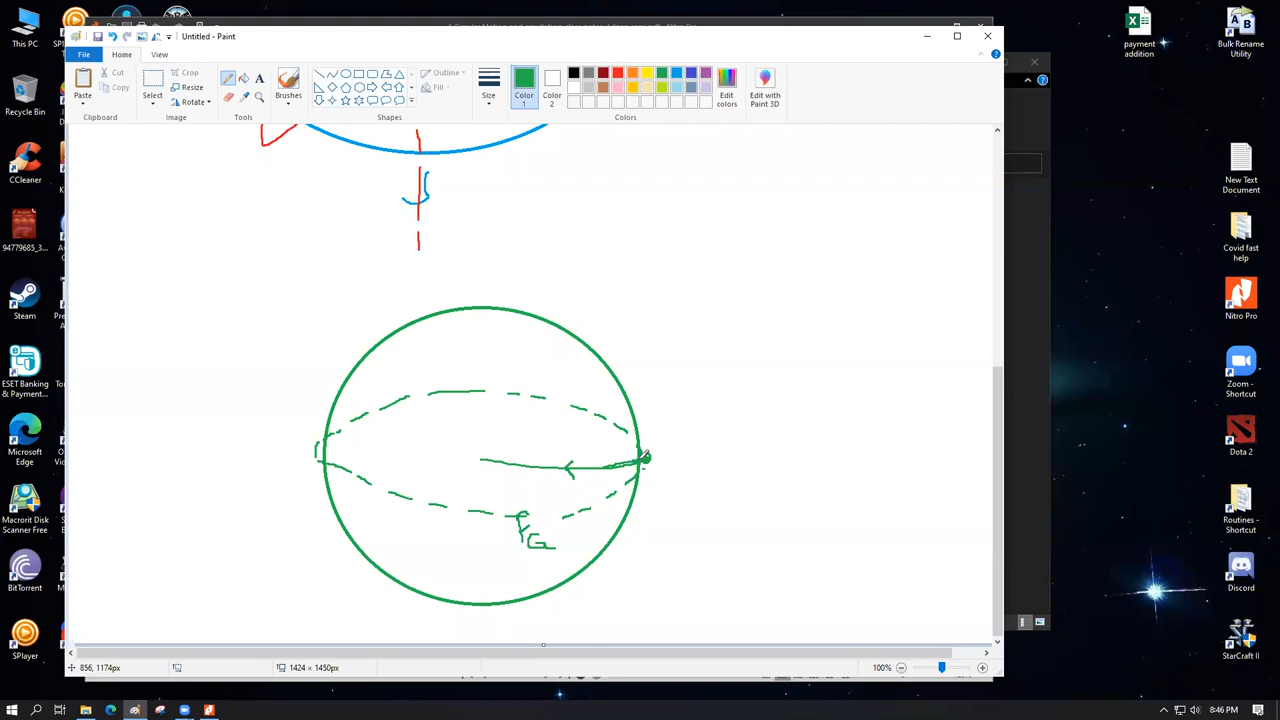 This PC
Untitled - Paint
File
Home
View
Paste
Cut
Copy
Clipboard
Select
Crop
Resize
Rotate
Image
Tools
Brushes
Shapes
Outline
Fill
Size
Color 1
Color 2
Edit colors
Edit with Paint 3D
Colors
Recycle Bin
CCleaner
94779685_3...
Steam
ESET Banking & Payment...
Microsoft Edge
Macrorit Disk Scanner Free
BitTorrent
SPlayer
FG
payment addition
Bulk Rename Utility
New Text Document
Covid fast help
Nitro Pro
Zoom - Shortcut
Dota 2
Routines - Shortcut
Discord
StarCraft II
856, 1174px
1424 × 1450px
100%
8:46 PM